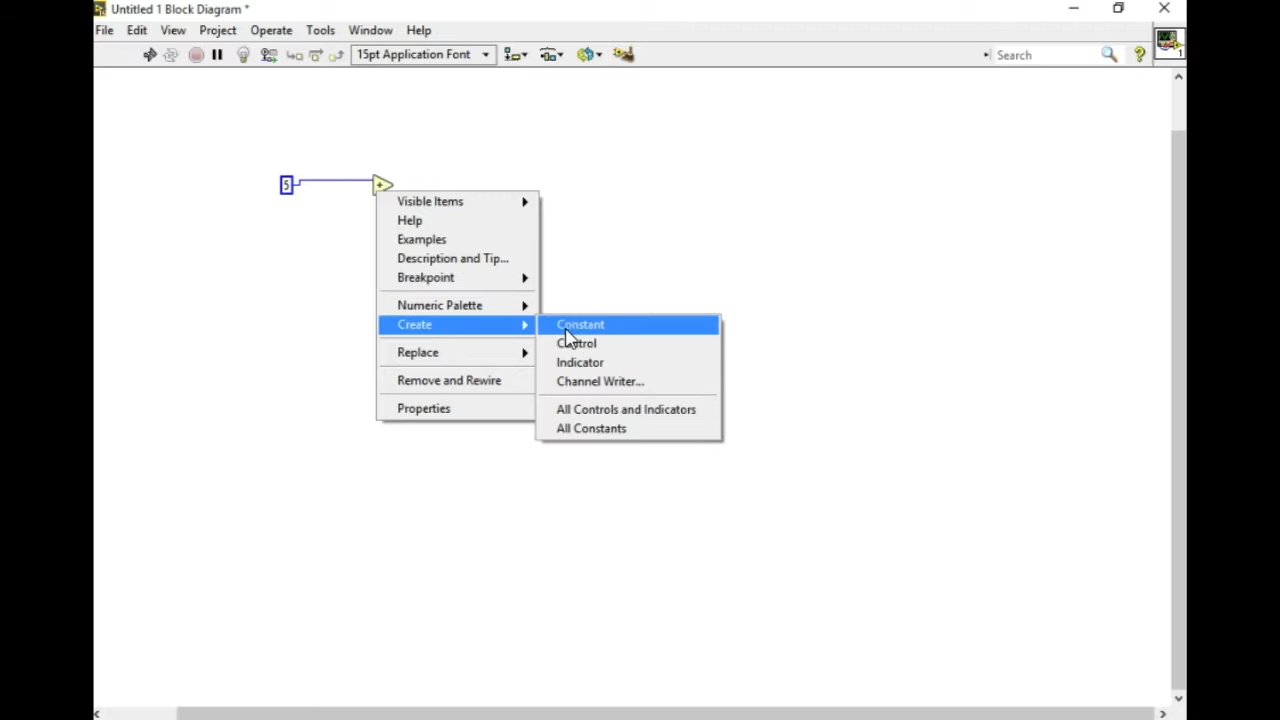 Untitled 1 Block Diagram *
File Edit View Project Operate Tools Window Help
15pt Application Font
Search
?
1
5
+
Visible Items
Help
Examples
Description and Tip...
Breakpoint
Numeric Palette
Create
Replace
Remove and Rewire
Properties
Constant
Control
Indicator
Channel Writer...
All Controls and Indicators
All Constants